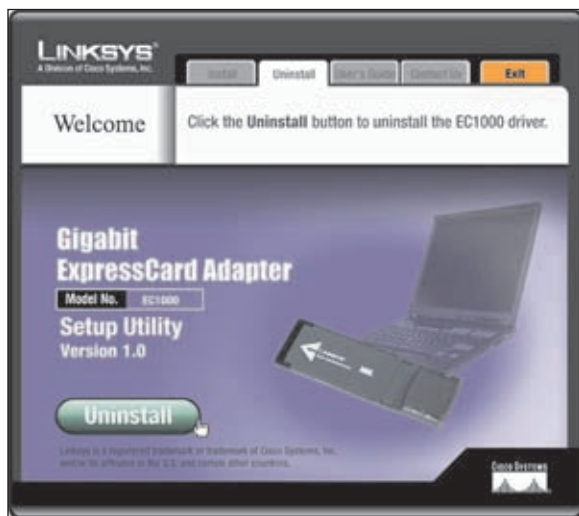 LINKSYS®
A Division of Cisco Systems, Inc.
Install
Uninstall
User's Guide
Contact Us
Exit
Welcome
Click the Uninstall button to uninstall the EC1000 driver.
Gigabit
ExpressCard Adapter
Model No. EC1000
Setup Utility
Version 1.0
LINKSYS
Uninstall
Linksys is a registered trademark or trademark of Cisco Systems, Inc.
and/or its affiliates in the U.S. and certain other countries.
CISCO SYSTEMS